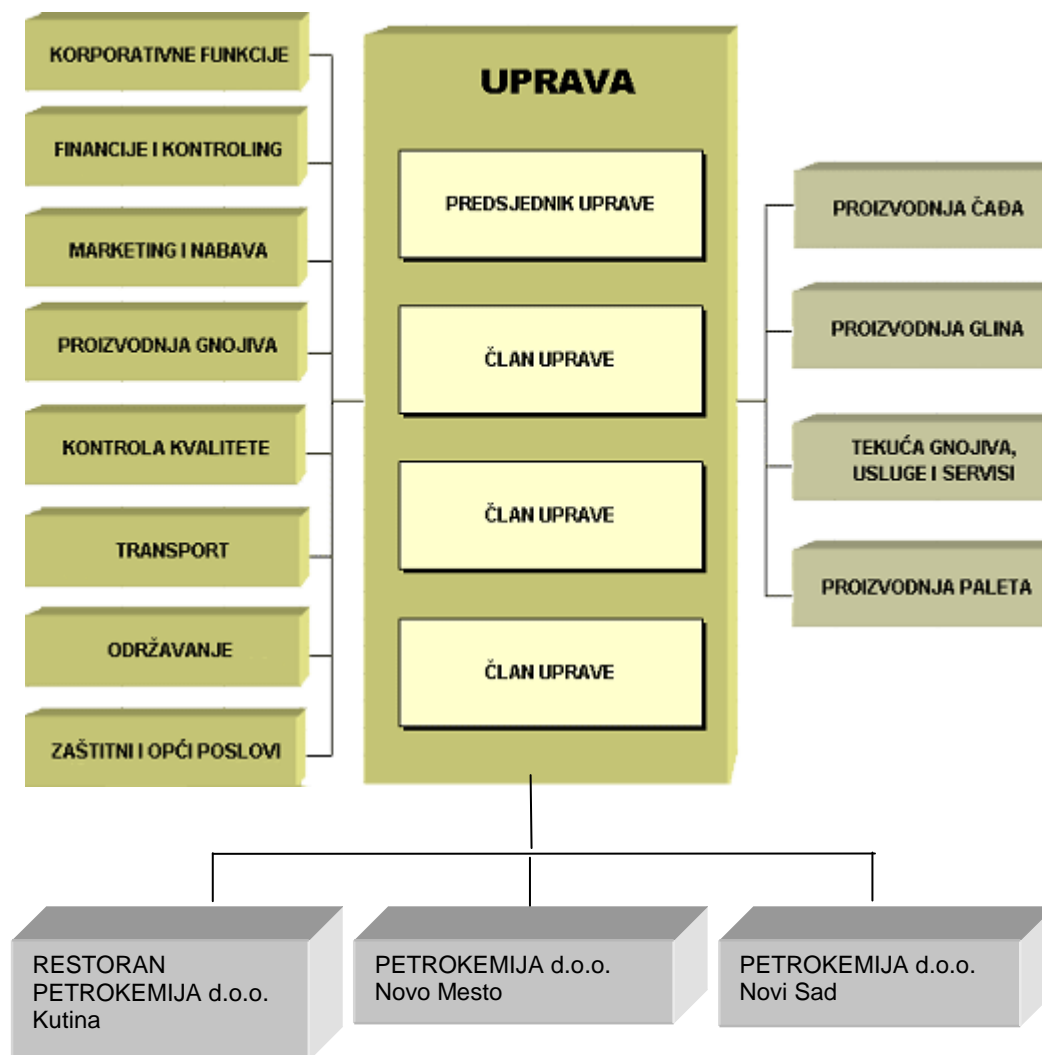 KORPORATIVNE FUNKCIJE
FINANCIJE I KONTROLING
MARKETING I NABAVA
PROIZVODNJA GNOJIVA
KONTROLA KVALITETE
TRANSPORT
ODRŽAVANJE
ZAŠTITNI I OPĆI POSLOVI
UPRAVA
PREDSJEDNIK UPRAVE
ČLAN UPRAVE
ČLAN UPRAVE
ČLAN UPRAVE
PROIZVODNJA ČAĐA
PROIZVODNJA GLINA
TEKUĆA GNOJIVA,
USLUGE I SERVISI
PROIZVODNJA PALETA
RESTORAN
PETROKEMIJA d.o.o.
Kutina
PETROKEMIJA d.o.o.
Novo Mesto
PETROKEMIJA d.o.o.
Novi Sad